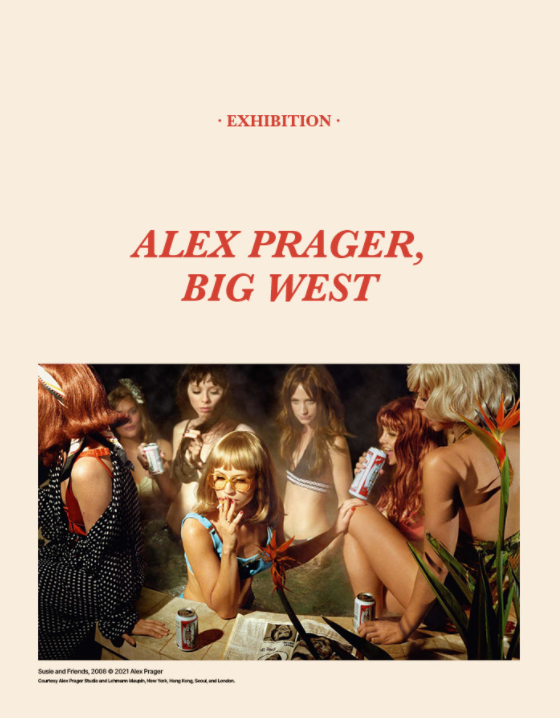 · EXHIBITION ·
ALEX PRAGER,
BIG WEST
Susie and Friends, 2008 © 2021 Alex Prager
Courtesy Alex Prager Studio and Lehmann Maupin, New York, Hong Kong, Seoul, and London.